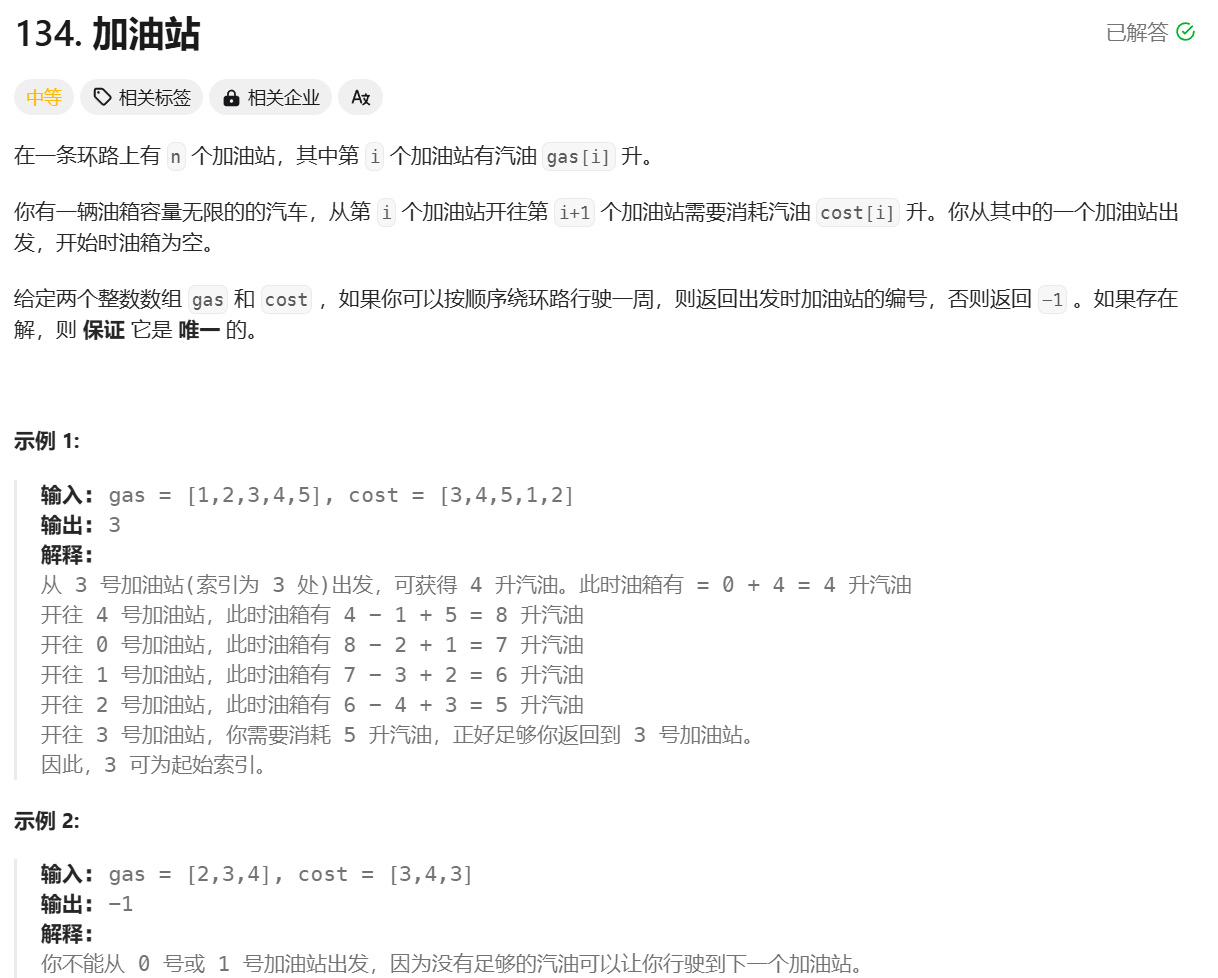 134. 加油站
已解答
中等
相关标签
相关企业
在一条环路上有 n 个加油站，其中第 i 个加油站有汽油 gas[i] 升。
你有一辆油箱容量无限的的汽车，从第 i 个加油站开往第 i+1 个加油站需要消耗汽油 cost[i] 升。你从其中的一个加油站出
发，开始时油箱为空。
给定两个整数数组 gas 和 cost ，如果你可以按顺序绕环路行驶一周，则返回出发时加油站的编号，否则返回 -1 。如果存在
解，则 保证 它是 唯一 的。
示例 1:
输入: gas = [1,2,3,4,5], cost = [3,4,5,1,2]
输出: 3
解释:
从 3 号加油站(索引为 3 处)出发，可获得 4 升汽油。此时油箱有 = 0 + 4 = 4 升汽油
开往 4 号加油站，此时油箱有 4 - 1 + 5 = 8 升汽油
开往 0 号加油站，此时油箱有 8 - 2 + 1 = 7 升汽油
开往 1 号加油站，此时油箱有 7 - 3 + 2 = 6 升汽油
开往 2 号加油站，此时油箱有 6 - 4 + 3 = 5 升汽油
开往 3 号加油站，你需要消耗 5 升汽油，正好足够你返回到 3 号加油站。
因此，3 可为起始索引。
示例 2:
输入: gas = [2,3,4], cost = [3,4,3]
输出: -1
解释:
你不能从 0 号或 1 号加油站出发，因为没有足够的汽油可以让你行驶到下一个加油站。